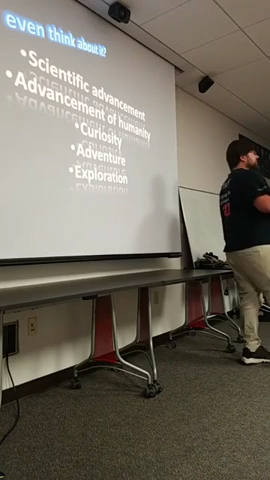 even think about it?
•Scientific advancement
•Advancement of humanity
•Curiosity
•Adventure
•Exploration